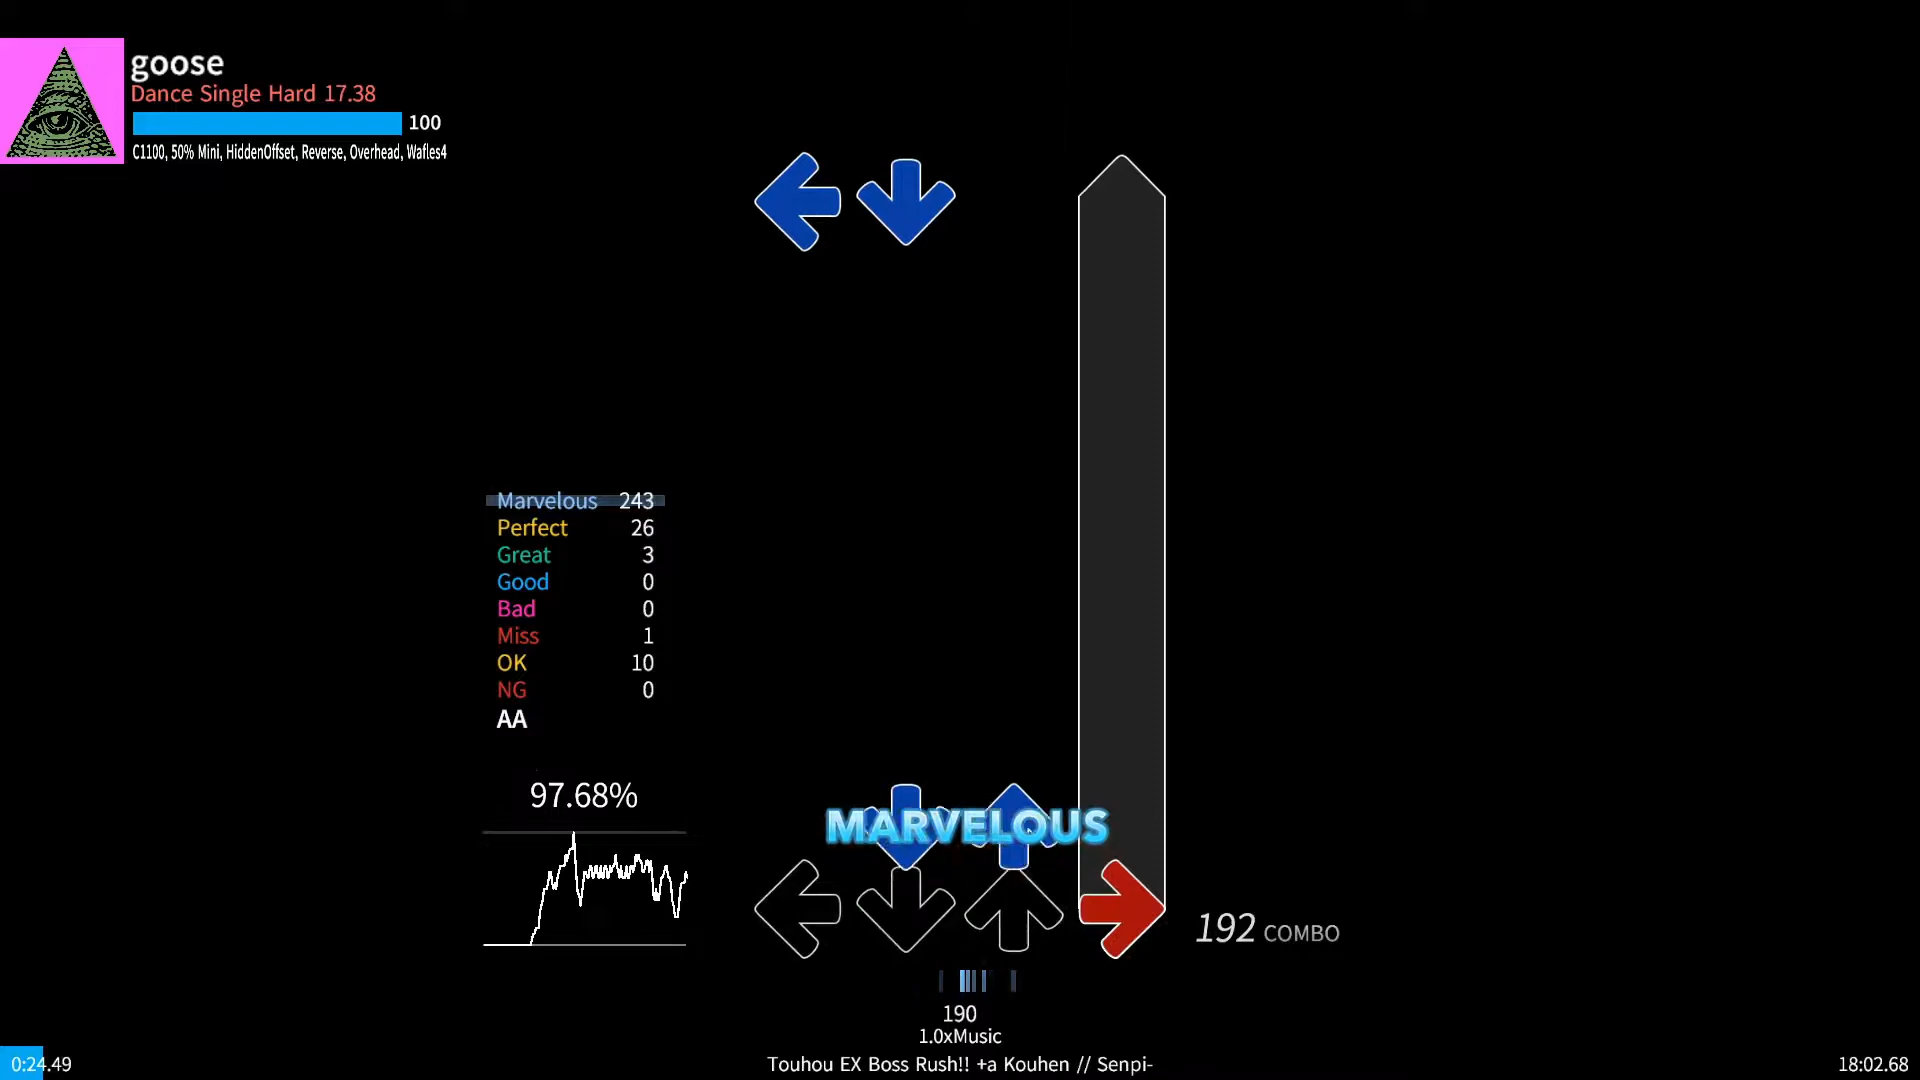 goose
Dance Single Hard 17.38
100
C1100, 50% Mini, HiddenOffset, Reverse, Overhead, Wafles4
Marvelous 243
Perfect 26
Great 3
Good 0
Bad 0
Miss 1
OK 10
NG 0
AA
97.68%
MARVELOUS
192 COMBO
190
1.0xMusic
0:24.49
Touhou EX Boss Rush!! +a Kouhen // Senpi-
18:02.68